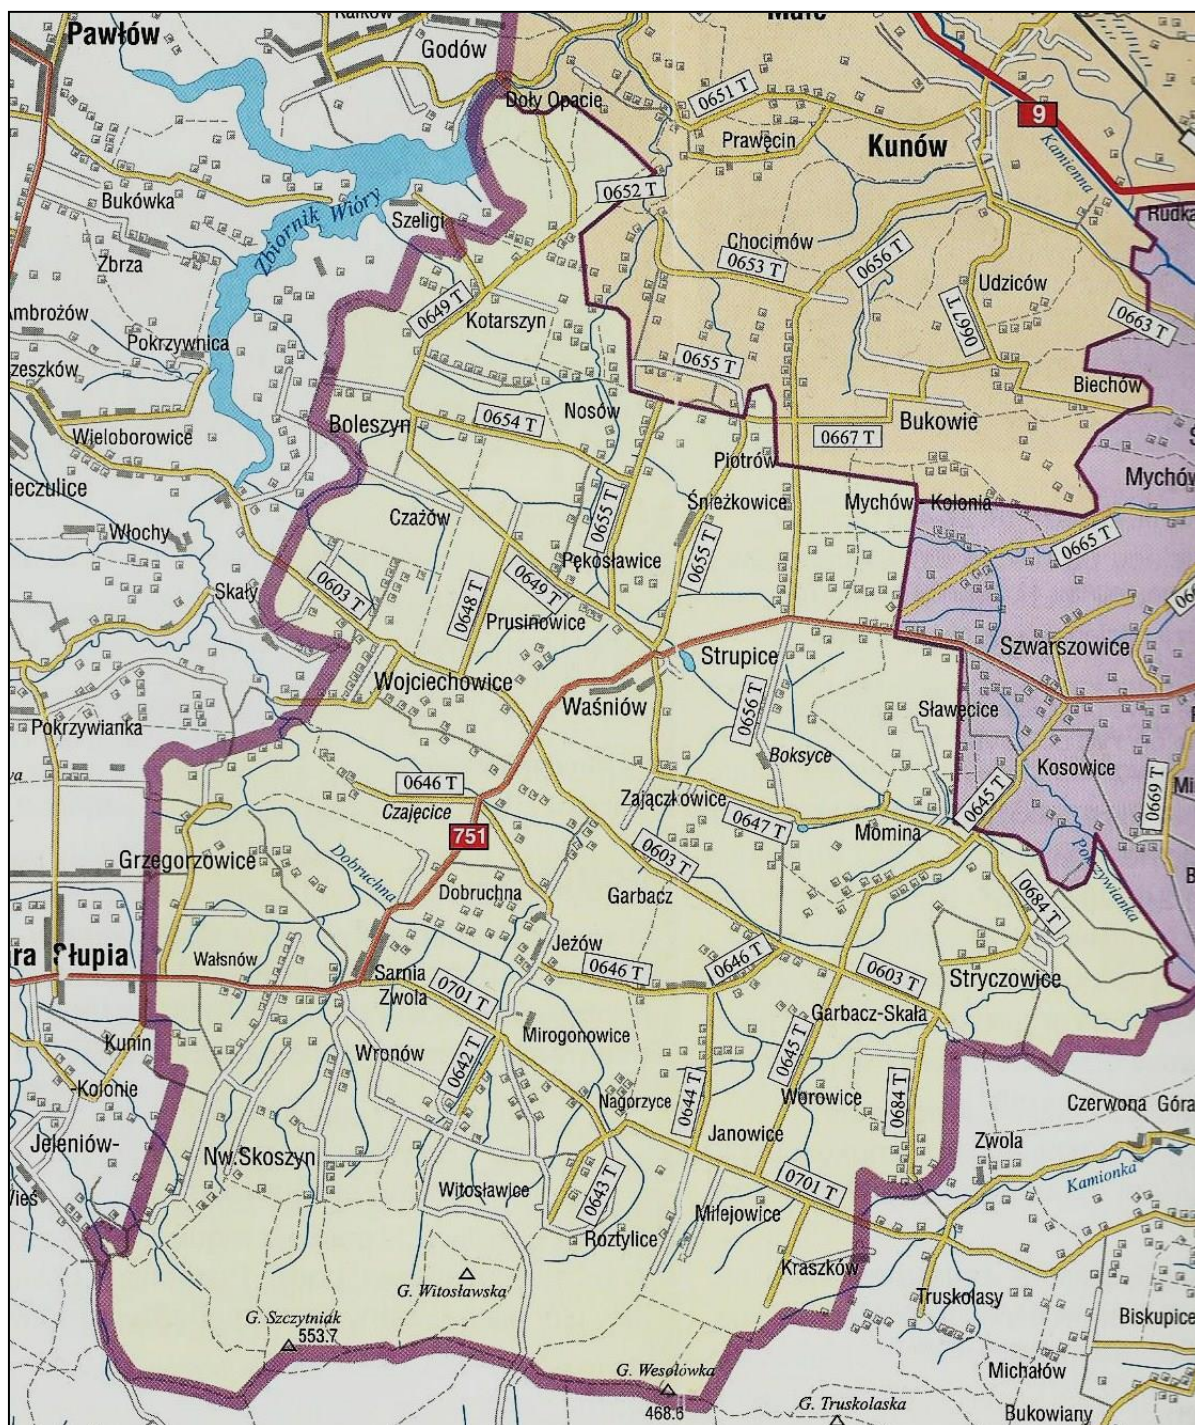 Pawłów
Godów
Doły Opacie
0651 T
9
Prawęcin
Kunów
Kamienna
Bukówka
0652 T
Szeligi
Zbiornik Wióry
Zbrza
Chocimów
0653 T
0656 T
Udziców
0649 T
Kotarszyn
0667 T
0663 T
Pokrzywnica
0655 T
Biechów
Boleszyn
0654 T
Nosów
Bukowie
0667 T
Wieloborowice
Piotrów
Śnieżkowice
Mychów - Kolonia
Czażów
Włochy
0655 T
0665 T
Pękosławice
0655 T
Skały
0603 T
0648 T
0649 T
Prusinowice
Szwarszowice
Strupice
Wojciechowice
Waśniów
0656 T
Sławęcice
Pokrzywianka
Boksyce
Kosowice
0646 T
Czajęcice
Zajączkowice
0645 T
0669 T
0647 T
Momina
751
Grzegorzowice
Dobruchna
0603 T
Pokrzywianka
Dobruchna
Garbacz
0684 T
Jeżów
Wałsnów
0646 T
0646 T
0603 T
Stryczowice
Sarnia
Zwola
0701 T
Garbacz-Skała
Mirogonowice
Kunin
Wronów
0642 T
0645 T
-Kolonie
Nagorzyce
0644 T
Worowice
0684 T
Czerwona Góra
Janowice
Zwola
Jeleniów-
Nw.Skoszyn
0643 T
0701 T
Kamionka
Witosławice
Milejowice
Roztylice
Kraszków
G. Witosławska
Truskolasy
G. Szczytniak
553.7
Biskupice
Michałów
G. Wesołówka
468.6
G. Truskolaska
Bukowiany